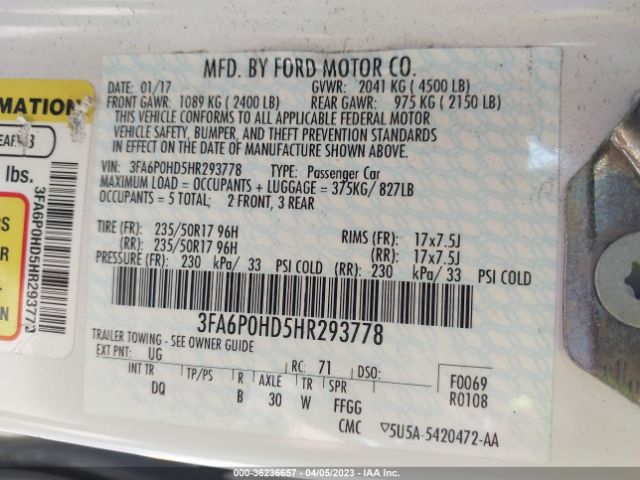 MFD. BY FORD MOTOR CO.
DATE: 01/17 GVWR: 2041 KG ( 4500 LB)
FRONT GAWR: 1089 KG ( 2400 LB) REAR GAWR: 975 KG ( 2150 LB)
THIS VEHICLE CONFORMS TO ALL APPLICABLE FEDERAL MOTOR
VEHICLE SAFETY, BUMPER, AND THEFT PREVENTION STANDARDS
IN EFFECT ON THE DATE OF MANUFACTURE SHOWN ABOVE.
VIN: 3FA6P0HD5HR293778 TYPE: Passenger Car
MAXIMUM LOAD = OCCUPANTS + LUGGAGE = 375KG/ 827LB
OCCUPANTS = 5 TOTAL; 2 FRONT, 3 REAR
TIRE (FR): 235/50R17 96H RIMS (FR): 17x7.5J
(RR): 235/50R17 96H (RR): 17x7.5J
PRESSURE (FR): 230 kPa/ 33 PSI COLD (RR): 230 kPa/ 33 PSI COLD
3FA6P0HD5HR293778
TRAILER TOWING - SEE OWNER GUIDE
EXT PNT: UG RC: 71 DSO:
INT TR TP/PS R AXLE TR SPR
DQ B 30 W FFGG
F0069
R0108
CMC ▽5U5A-5420472-AA
RMATION
lbs.
3FA6P0HD5HR293778
RS
R
G
IAA 36236657 - 04/05/2023 - IAAI.COM